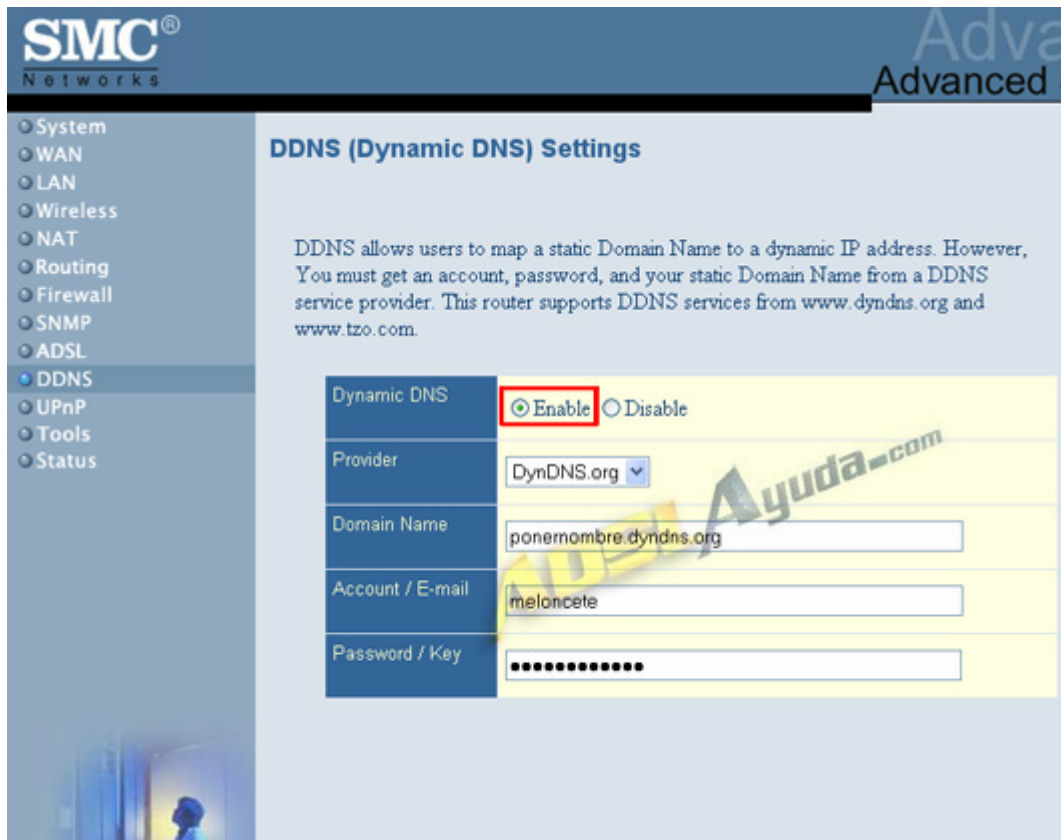 SMC®
Networks
Adva
Advanced
System
WAN
LAN
Wireless
NAT
Routing
Firewall
SNMP
ADSL
DDNS
UPnP
Tools
Status
DDNS (Dynamic DNS) Settings
DDNS allows users to map a static Domain Name to a dynamic IP address. However,
You must get an account, password, and your static Domain Name from a DDNS
service provider. This router supports DDNS services from www.dyndns.org and
www.tzo.com.
Dynamic DNS
Enable Disable
Provider
DynDNS.org
Domain Name
ponernombre.dyndns.org
Account / E-mail
meloncete
Password / Key
••••••••••••
ADSLAyuda.com